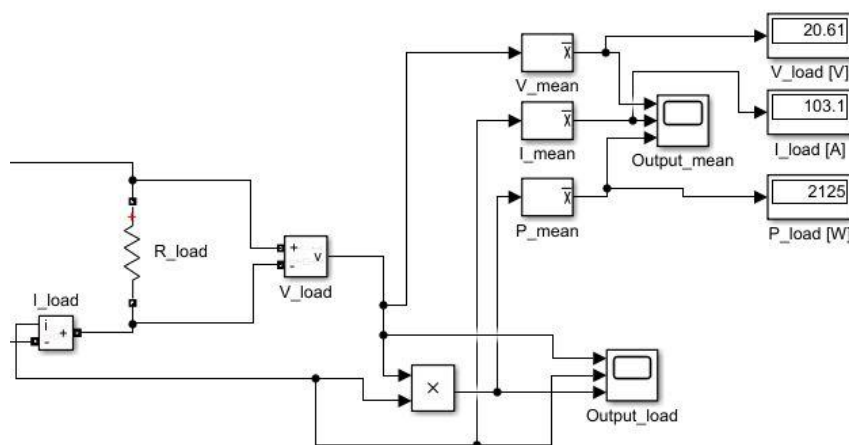 20.61
V_mean
V_load [V]
103.1
I_mean
Output_mean
I_load [A]
2125
P_mean
P_load [W]
R_load
+
-
v
V_load
I_load
i
+
-
×
Output_load